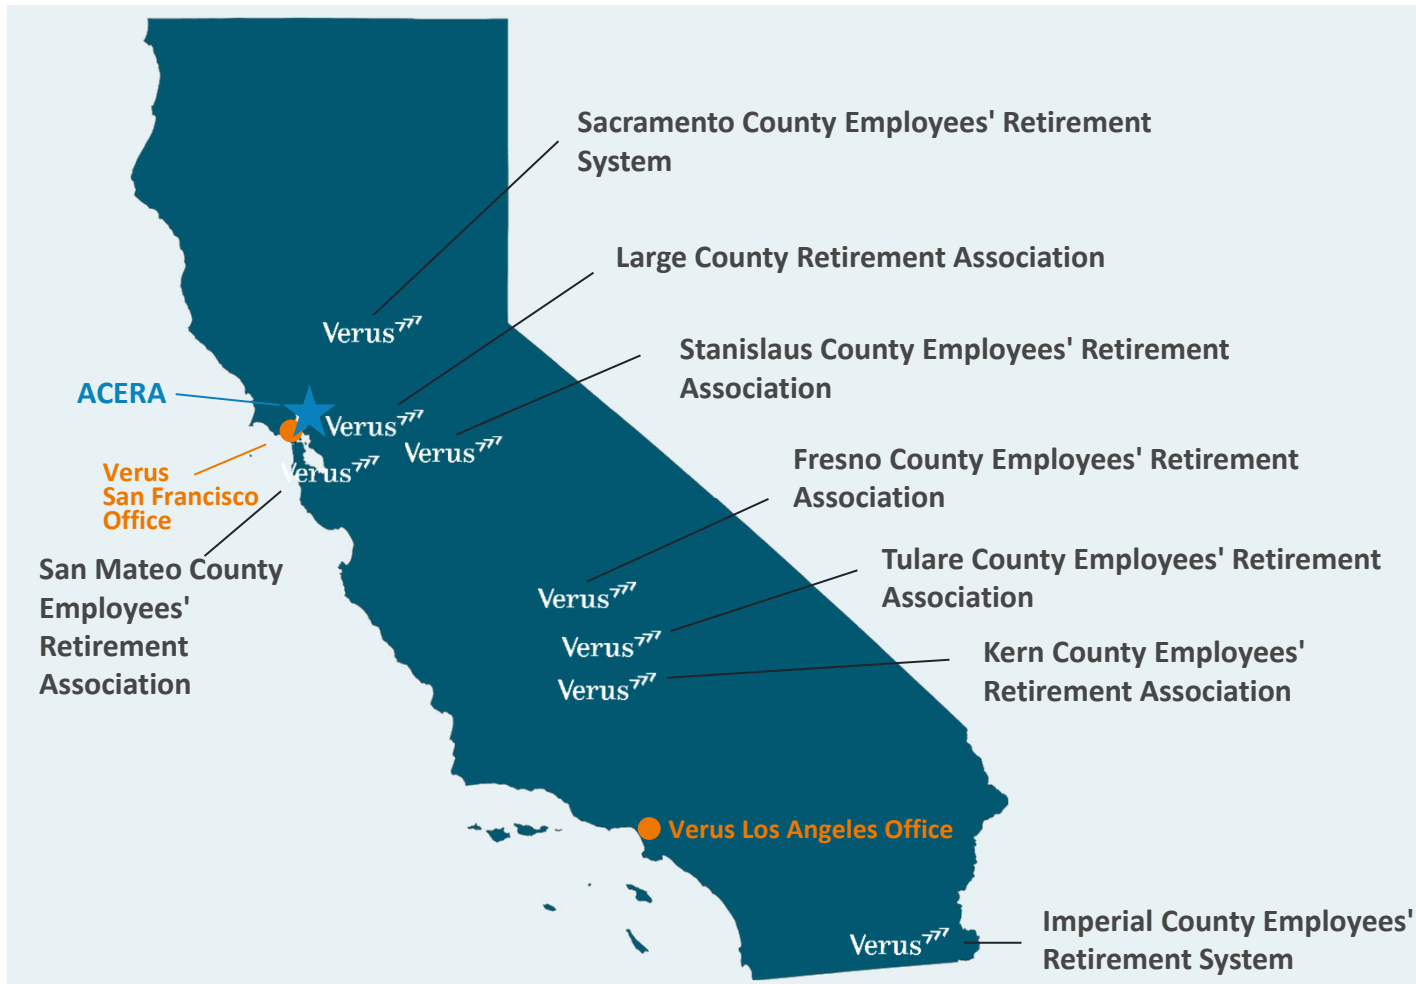 Sacramento County Employees' Retirement
System
Large County Retirement Association
Verus
Stanislaus County Employees' Retirement
Association
ACERA
Verus
Verus
Fresno County Employees' Retirement
Association
Verus
Verus
San Francisco
Office
San Mateo County
Employees'
Retirement
Association
Verus
Tulare County Employees' Retirement
Association
Verus
Kern County Employees'
Retirement Association
Verus
Verus
Verus Los Angeles Office
Imperial County Employees'
Retirement System